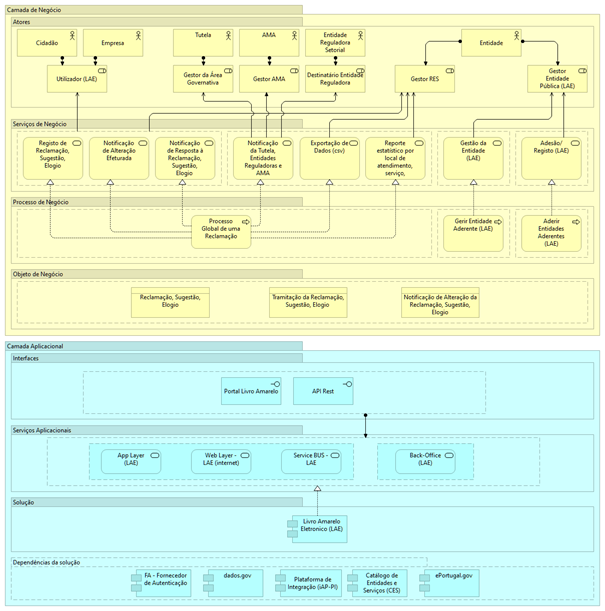 Camada de Negócio
Atores
Cidadão
Empresa
Tutela
AMA
Entidade
Reguladora
Setorial
Entidade
Utilizador (LAE)
Gestor da Área
Governativa
Gestor AMA
Destinatário Entidade
Reguladora
Gestor RES
Gestor
Entidade
Pública (LAE)
Serviços de Negócio
Registo de
Reclamação,
Sugestão,
Elogio
Notificação
de Alteração
Efeturada
Notificação
de Resposta à
Reclamação,
Sugestão,
Elogio
Notificação
da Tutela,
Entidades
Reguladoras e
AMA
Exportação de
Dados (csv)
Reporte
estatístico por
local de
atendimento,
serviço,
Gestão da
Entidade
(LAE)
Adesão/
Registo (LAE)
Processo de Negócio
Processo
Global de uma
Reclamação
Gerir Entidade
Aderente (LAE)
Aderir
Entidades
Aderentes
(LAE)
Objeto de Negócio
Reclamação, Sugestão,
Elogio
Tramitação da Reclamação,
Sugestão, Elogio
Notificação de Alteração da
Reclamação, Sugestão,
Elogio
Camada Aplicacional
Interfaces
Portal Livro Amarelo
API Rest
Serviços Aplicacionais
App Layer
(LAE)
Web Layer -
LAE (internet)
Service BUS -
LAE
Back-Office
(LAE)
Solução
Livro Amarelo
Eletronico (LAE)
Dependências da solução
FA - Fornecedor
de Autenticação
dados.gov
Plataforma de
Integração (iAP-PI)
Catálogo de
Entidades e
Serviços (CES)
ePortugal.gov